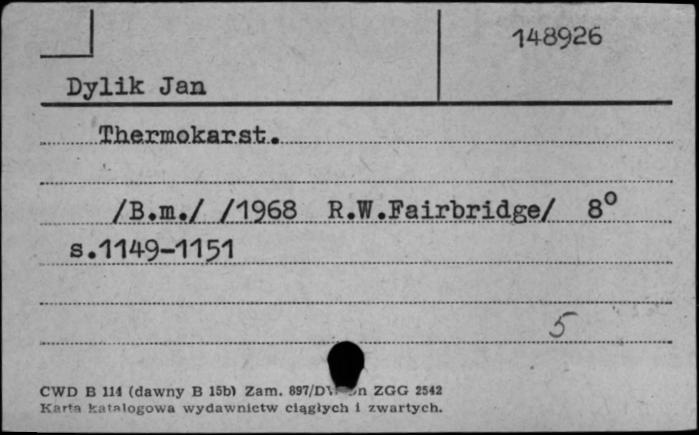 148926
Dylik Jan
Thermokarst.
/B.m./ /1968 R.W.Fairbridge/ 8°
s.1149-1151
5
CWD B 114 (dawny B 15b) Zam. 897/DW ZGG 2542
Karta katalogowa wydawnictw ciągłych i zwartych.